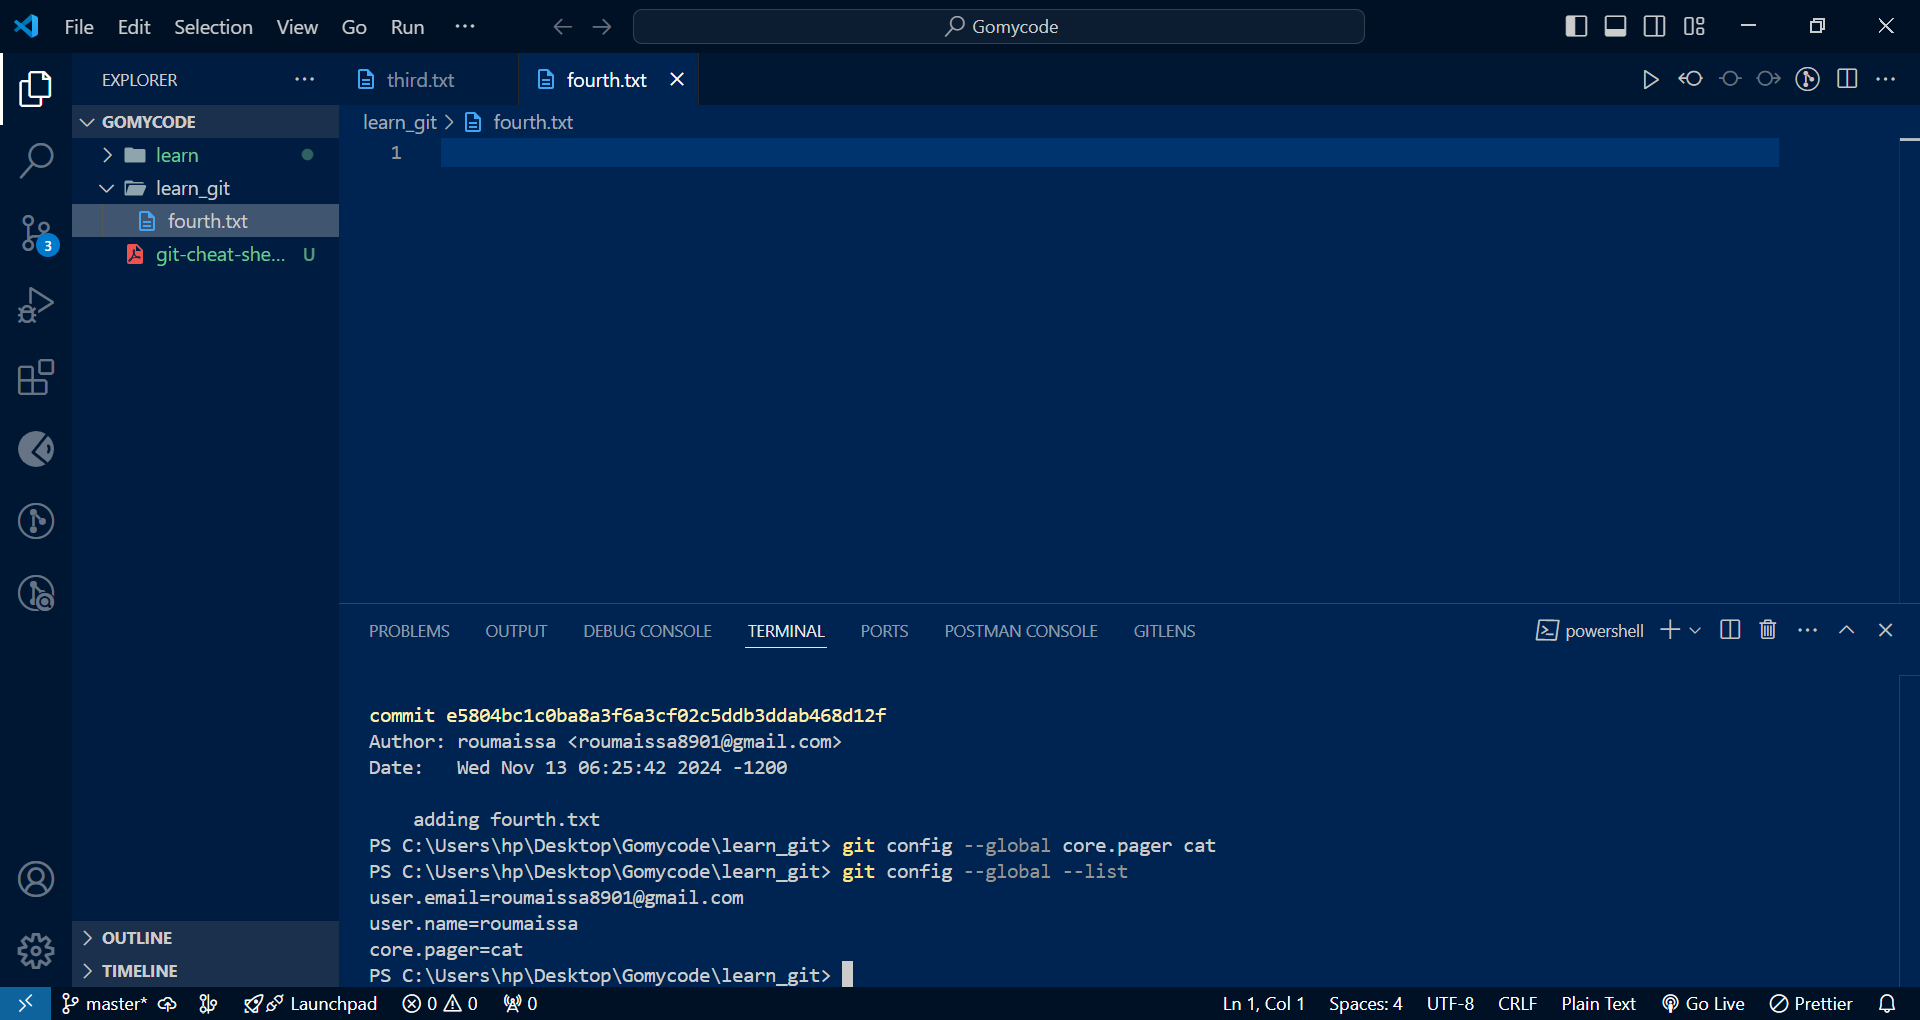 File Edit Selection View Go Run ···
Gomycode
EXPLORER ···
third.txt
fourth.txt
GOMYCODE
learn
learn_git
fourth.txt
git-cheat-she... U
learn_git > fourth.txt
1
3
PROBLEMS OUTPUT DEBUG CONSOLE TERMINAL PORTS POSTMAN CONSOLE GITLENS
powershell
commit e5804bc1c0ba8a3f6a3cf02c5ddb3ddab468d12f
Author: roumaissa <roumaissa8901@gmail.com>
Date:   Wed Nov 13 06:25:42 2024 -1200
adding fourth.txt
PS C:\Users\hp\Desktop\Gomycode\learn_git> git config --global core.pager cat
PS C:\Users\hp\Desktop\Gomycode\learn_git> git config --global --list
user.email=roumaissa8901@gmail.com
user.name=roumaissa
core.pager=cat
PS C:\Users\hp\Desktop\Gomycode\learn_git>
OUTLINE
TIMELINE
master* Launchpad 0 0 0 Ln 1, Col 1 Spaces: 4 UTF-8 CRLF Plain Text Go Live Prettier